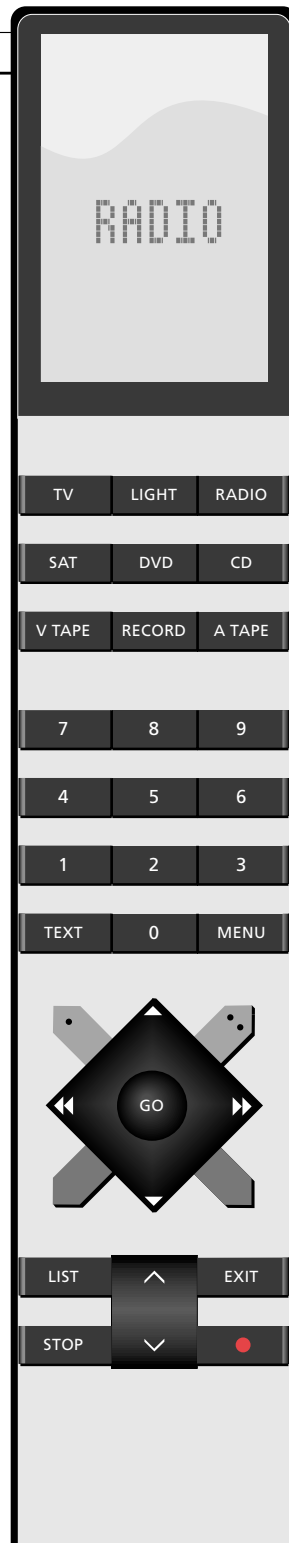 RADIO
TV LIGHT RADIO
SAT DVD CD
V TAPE RECORD A TAPE
7 8 9
4 5 6
1 2 3
TEXT 0 MENU
GO
LIST EXIT
STOP